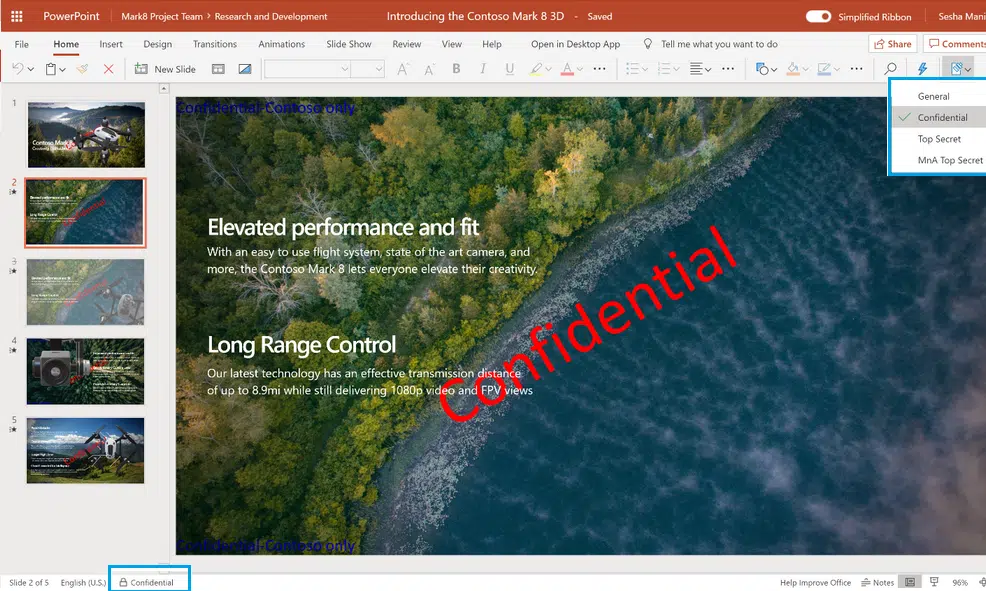 PowerPoint
Mark8 Project Team > Research and Development
Introducing the Contoso Mark 8 3D - Saved
Simplified Ribbon
Sesha Mani
File Home Insert Design Transitions Animations Slide Show Review View Help Open in Desktop App Tell me what you want to do
Share
Comments
New Slide
B I U
General
Confidential
Top Secret
MnA Top Secret
1
2
3
4
5
Confidential-Contoso only
Elevated performance and fit
With an easy to use flight system, state of the art camera, and
more, the Contoso Mark 8 lets everyone elevate their creativity.
Long Range Control
Our latest technology has an effective transmission distance
of up to 8.9mi while still delivering 1080p video and FPV views
Confidential
Confidential-Contoso only
Slide 2 of 5 English (U.S.) Confidential
Help Improve Office Notes 96%